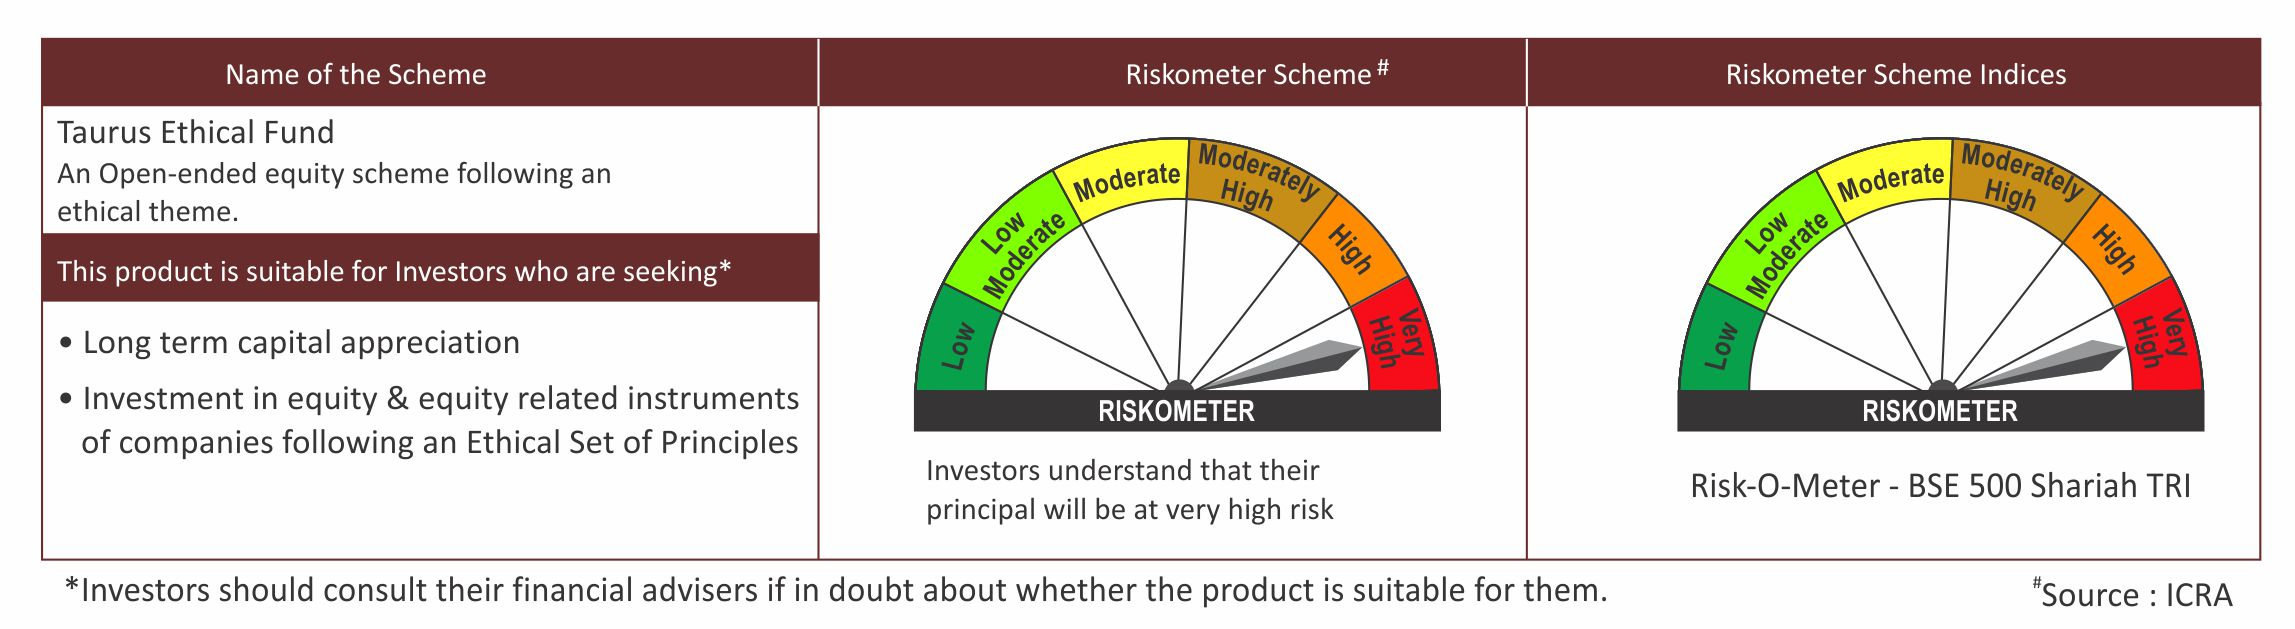 Name of the Scheme
Riskometer Scheme #
Riskometer Scheme Indices
Taurus Ethical Fund
An Open-ended equity scheme following an
ethical theme.
This product is suitable for Investors who are seeking*
• Long term capital appreciation
• Investment in equity & equity related instruments
of companies following an Ethical Set of Principles
Low
Low
Moderate
Moderate
Moderately
High
High
Very
High
RISKOMETER
Investors understand that their
principal will be at very high risk
Low
Low
Moderate
Moderate
Moderately
High
High
Very
High
RISKOMETER
Risk-O-Meter - BSE 500 Shariah TRI
*Investors should consult their financial advisers if in doubt about whether the product is suitable for them.
#Source : ICRA